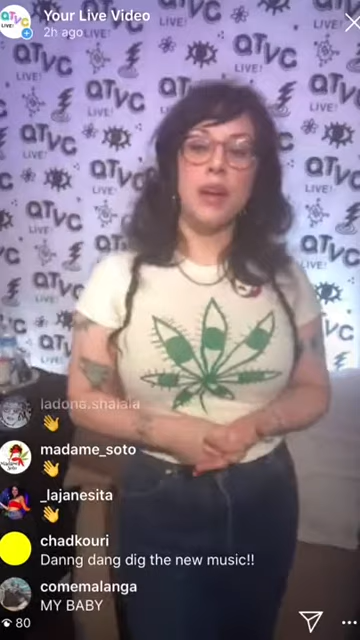 Your Live Video
2h ago
QTVC
LIVE!
ladona.shalala
👋
madame_soto
👋
_lajanesita
👋
chadkouri
Danng dang dig the new music!!
comemalanga
MY BABY
80